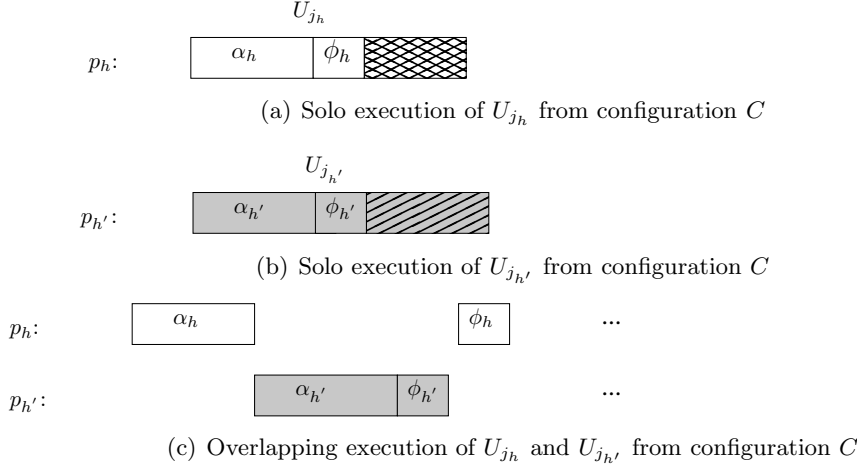 U_{j_h}
p_h: α_h ϕ_h
(a) Solo execution of U_{j_h} from configuration C
U_{j_{h'}}
p_{h'}: α_{h'} ϕ_{h'}
(b) Solo execution of U_{j_{h'}} from configuration C
p_h: α_h ϕ_h ...
p_{h'}: α_{h'} ϕ_{h'} ...
(c) Overlapping execution of U_{j_h} and U_{j_{h'}} from configuration C